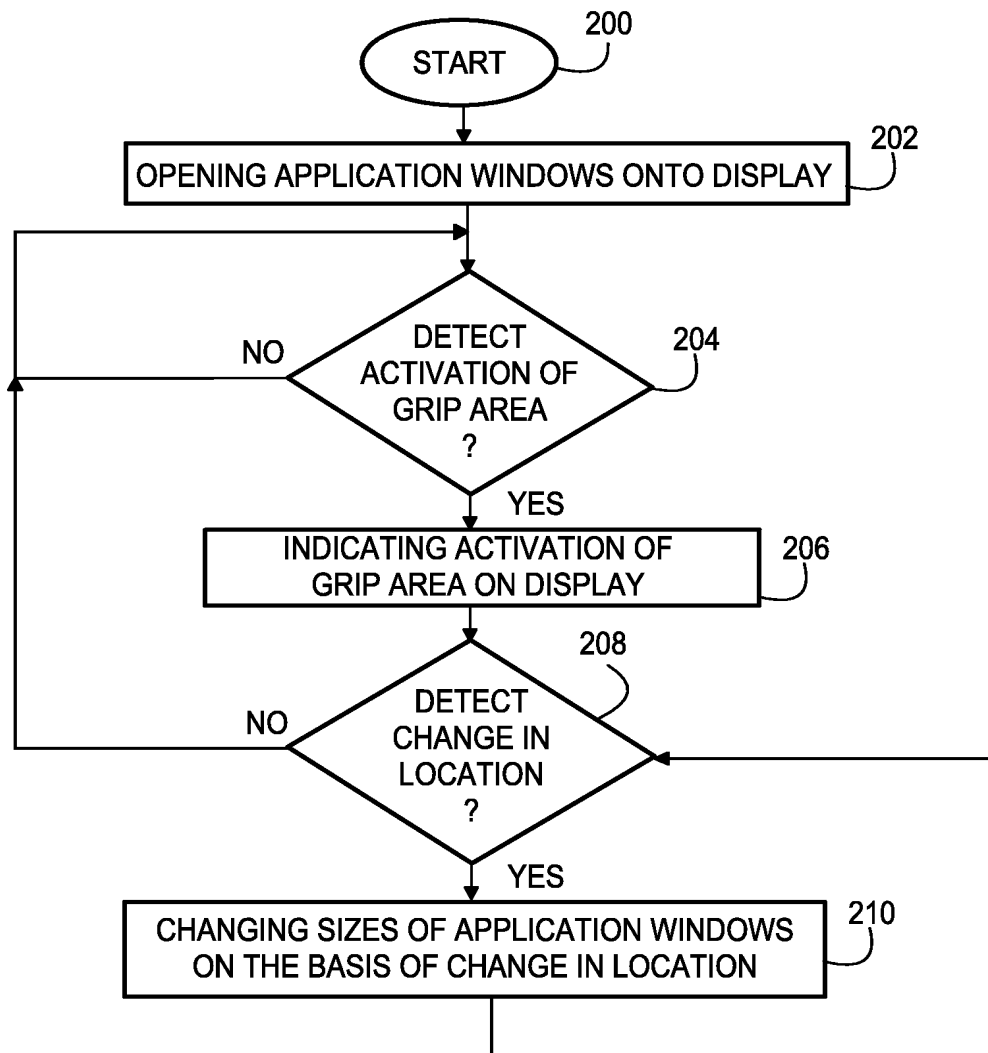 200
START
202
OPENING APPLICATION WINDOWS ONTO DISPLAY
NO
DETECT
ACTIVATION OF
GRIP AREA
?
204
YES
INDICATING ACTIVATION OF
GRIP AREA ON DISPLAY
206
208
NO
DETECT
CHANGE IN
LOCATION
?
YES
CHANGING SIZES OF APPLICATION WINDOWS
ON THE BASIS OF CHANGE IN LOCATION
210